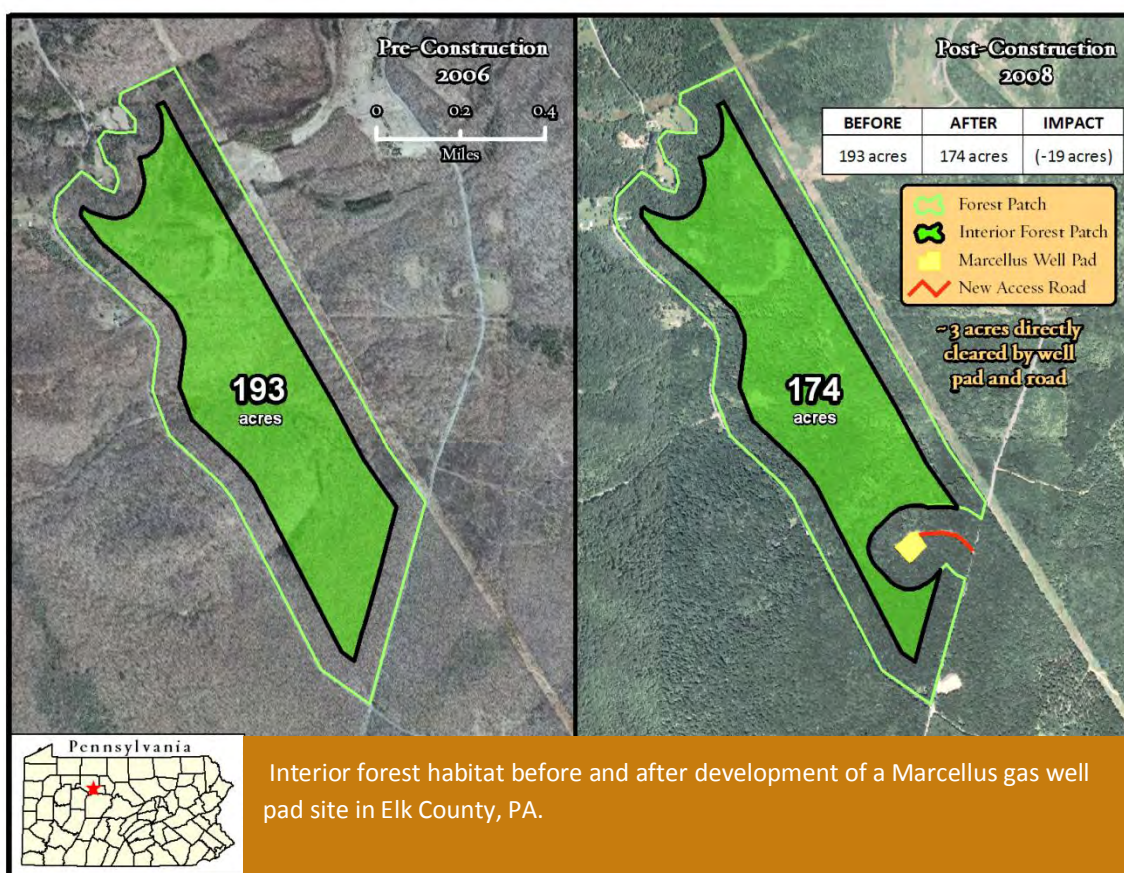 Pre-Construction
2006
0 0.2 0.4
Miles
193
acres
Post-Construction
2008
BEFORE AFTER IMPACT
193 acres 174 acres (-19 acres)
Forest Patch
Interior Forest Patch
Marcellus Well Pad
New Access Road
~3 acres directly
cleared by well
pad and road
174
acres
Pennsylvania
Interior forest habitat before and after development of a Marcellus gas well
pad site in Elk County, PA.